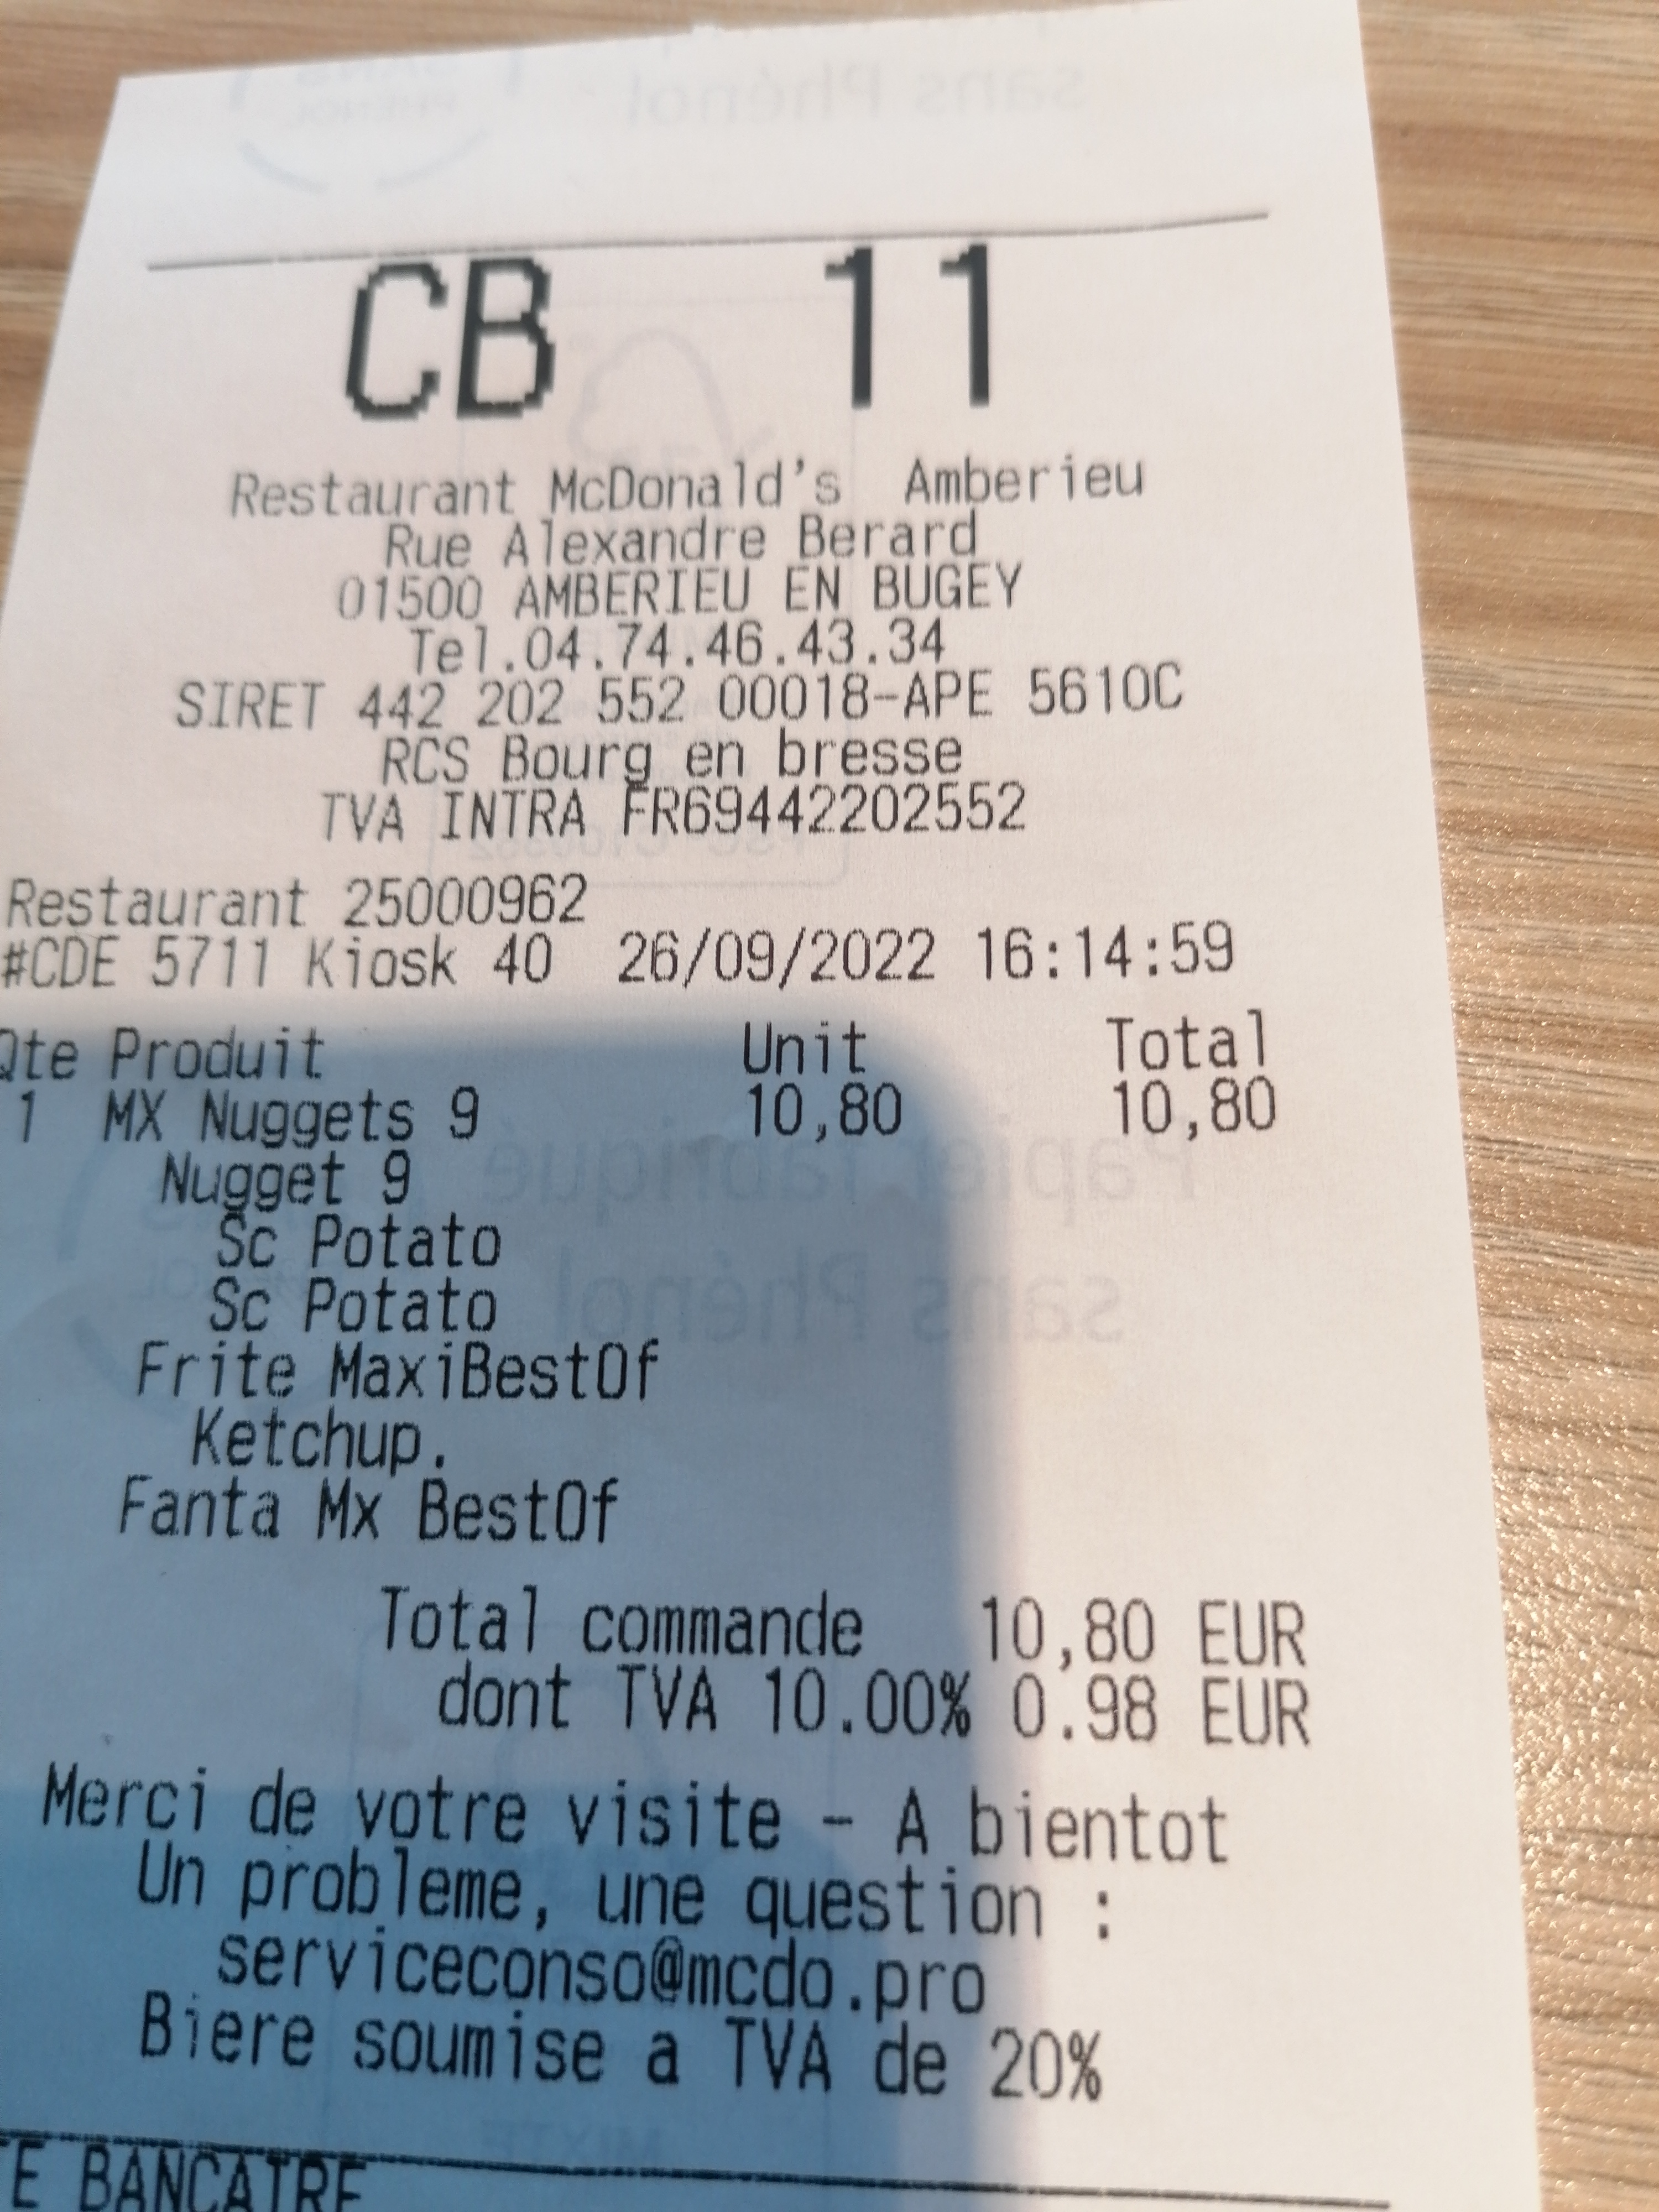 CB 11
Restaurant McDonald's Amberieu
Rue Alexandre Berard
01500 AMBERIEU EN BUGEY
Tel.04.74.46.43.34
SIRET 442 202 552 00018-APE 5610C
RCS Bourg en bresse
TVA INTRA FR69442202552
Restaurant 25000962
#CDE 5711 Kiosk 40 26/09/2022 16:14:59
Qte Produit Unit Total
1 MX Nuggets 9 10,80 10,80
Nugget 9
Sc Potato
Sc Potato
Frite MaxiBestOf
Ketchup.
Fanta Mx BestOf
Total commande 10,80 EUR
dont TVA 10.00% 0.98 EUR
Merci de votre visite - A bientot
Un probleme, une question :
serviceconso@mcdo.pro
Biere soumise a TVA de 20%
E BANCAIRE